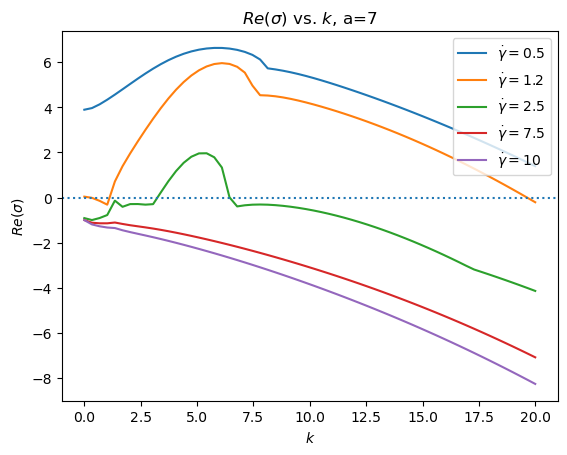 Re(σ) vs. k, a=7
Re(σ)
6
4
2
0
−2
−4
−6
−8
γ̇ = 0.5
γ̇ = 1.2
γ̇ = 2.5
γ̇ = 7.5
γ̇ = 10
0.0 2.5 5.0 7.5 10.0 12.5 15.0 17.5 20.0
k